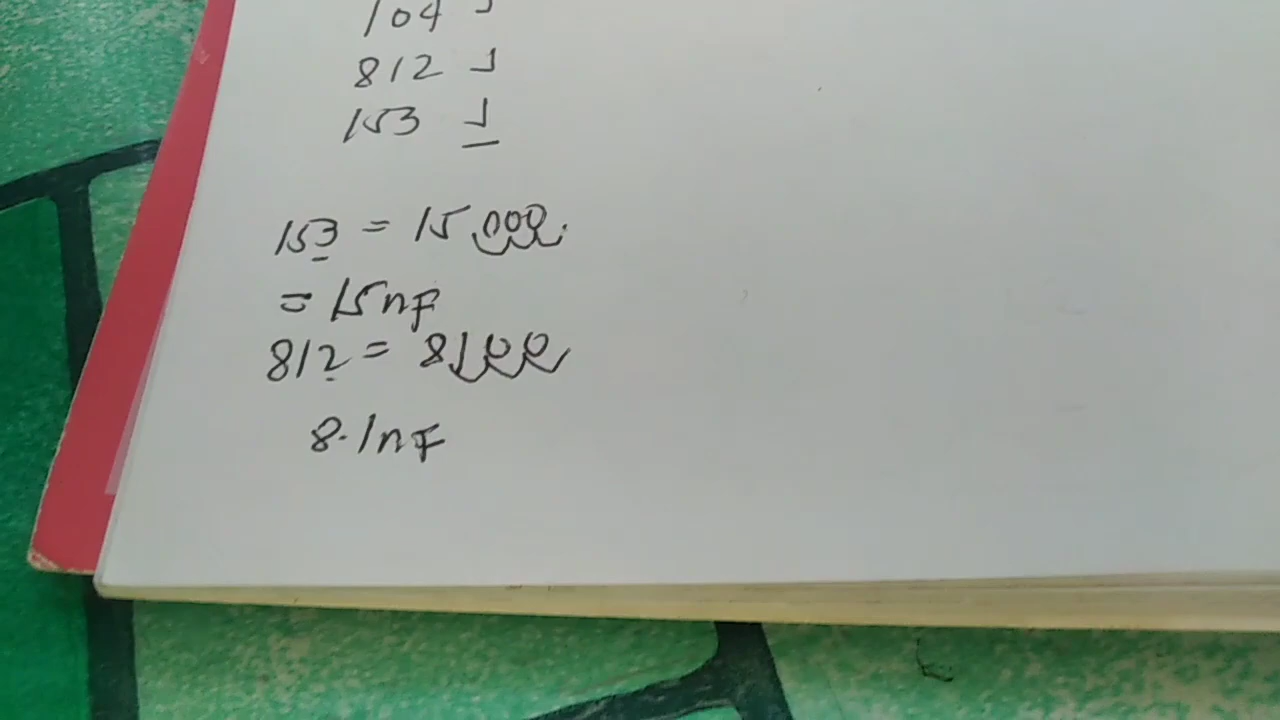 104 J
812 J
153 J
153 = 15000.
= 15nF
812 = 8100
8.1nF